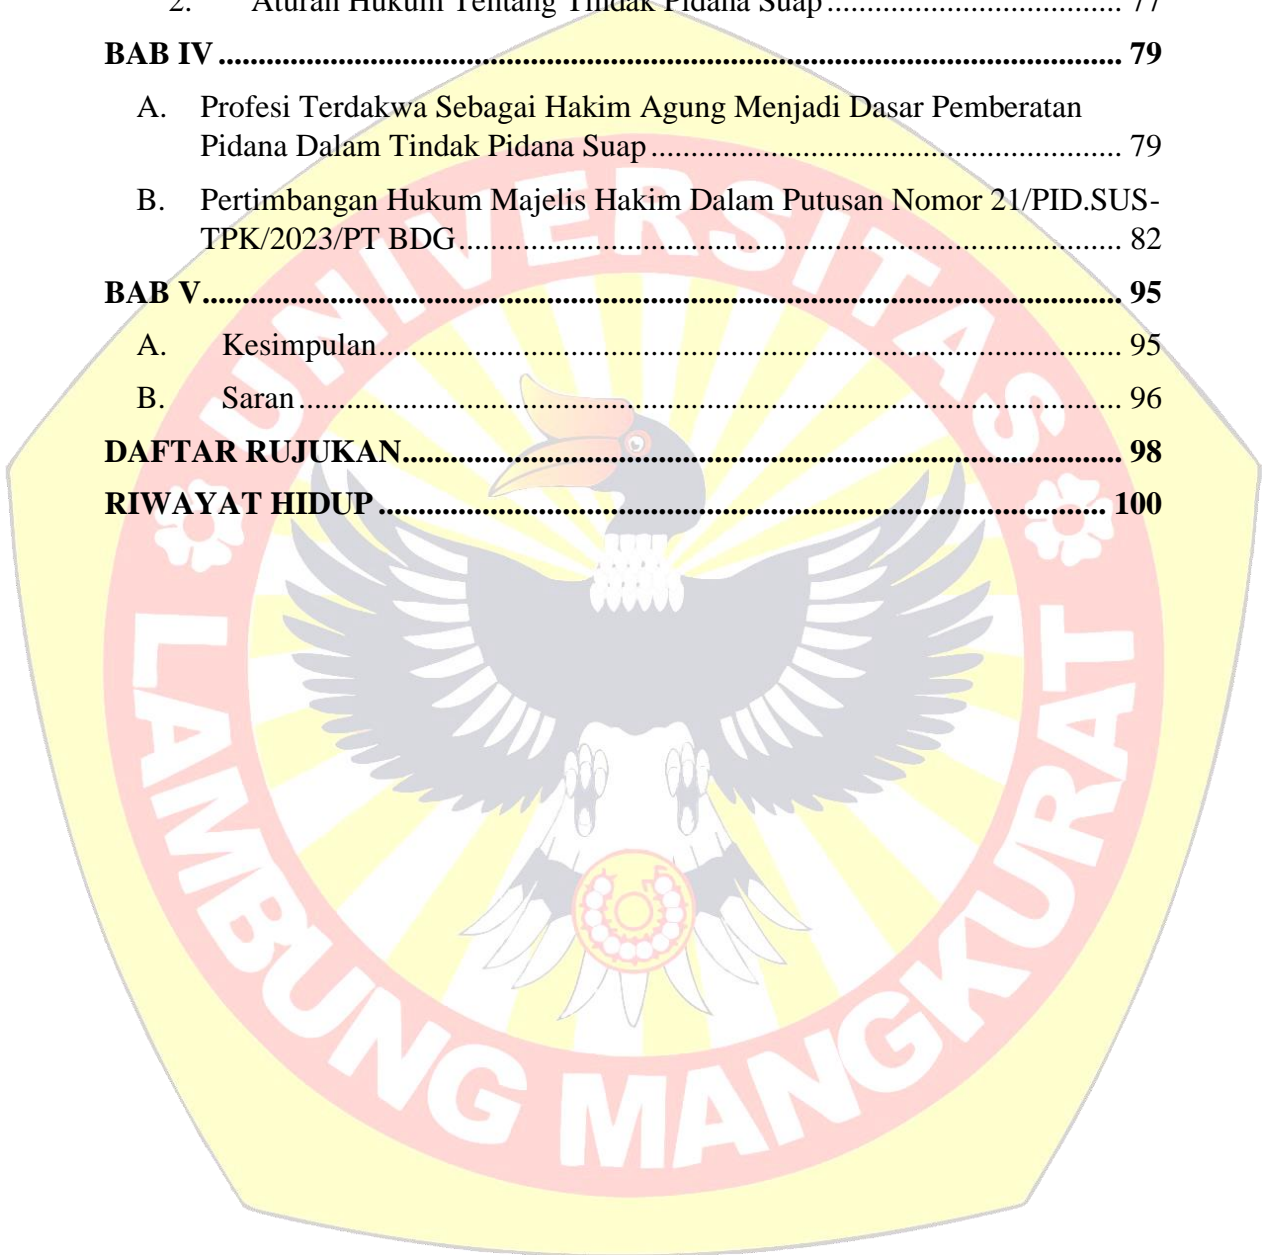 2. Aturan Hukum Tentang Tindak Pidana Suap ..................................... 77
BAB IV ................................................................................................................. 79
A. Profesi Terdakwa Sebagai Hakim Agung Menjadi Dasar Pemberatan
Pidana Dalam Tindak Pidana Suap ........................................................... 79
B. Pertimbangan Hukum Majelis Hakim Dalam Putusan Nomor 21/PID.SUS-
TPK/2023/PT BDG................................................................................... 82
BAB V................................................................................................................... 95
A. Kesimpulan............................................................................................. 95
B. Saran ....................................................................................................... 96
DAFTAR RUJUKAN.......................................................................................... 98
RIWAYAT HIDUP ........................................................................................... 100
UNIVERSITAS
LAMBUNG MANGKURAT